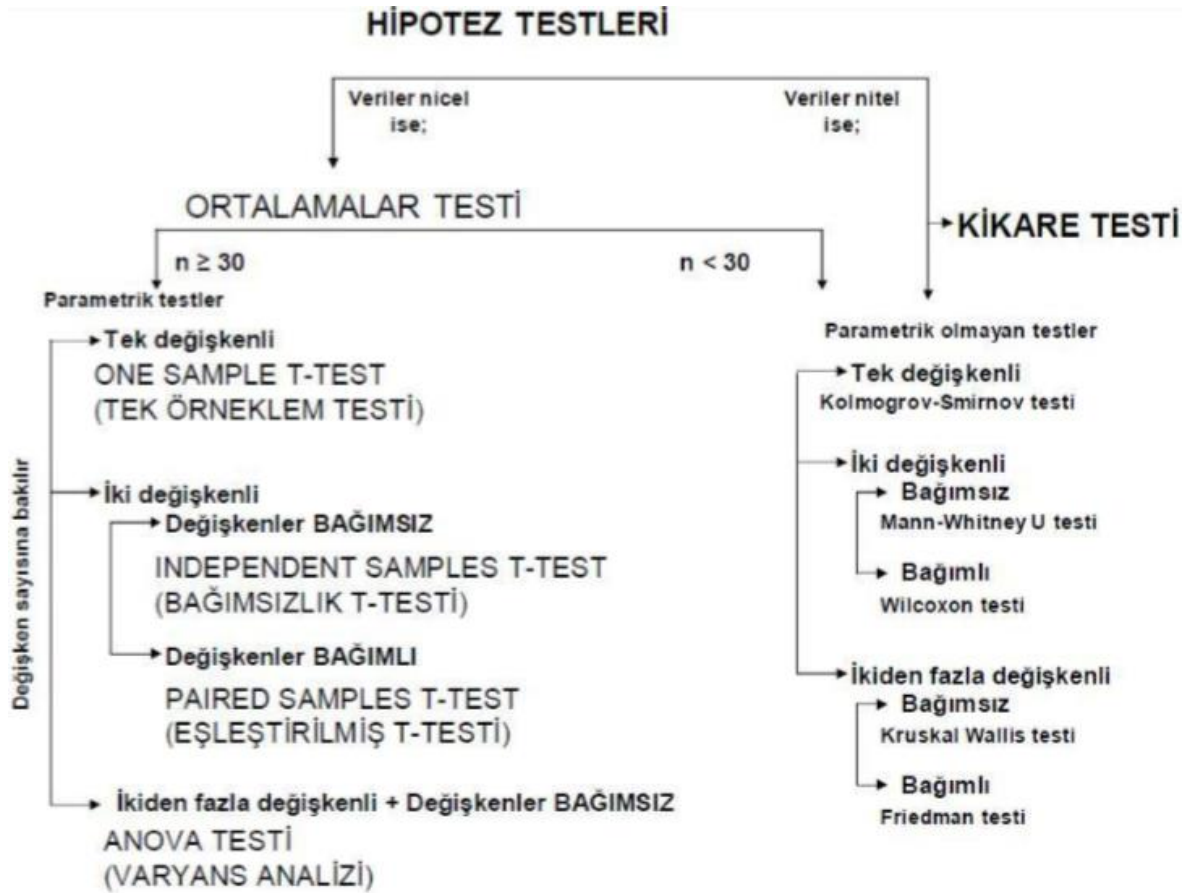 HİPOTEZ TESTLERİ
Veriler nicel
ise;
Veriler nitel
ise;
ORTALAMALAR TESTİ
KİKARE TESTİ
n ≥ 30
n < 30
Parametrik testler
Değişken sayısına bakılır
Tek değişkenli
ONE SAMPLE T-TEST
(TEK ÖRNEKLEM TESTİ)
İki değişkenli
Değişkenler BAĞIMSIZ
INDEPENDENT SAMPLES T-TEST
(BAĞIMSIZLIK T-TESTİ)
Değişkenler BAĞIMLI
PAIRED SAMPLES T-TEST
(EŞLEŞTİRİLMİŞ T-TESTİ)
İkiden fazla değişkenli + Değişkenler BAĞIMSIZ
ANOVA TESTİ
(VARYANS ANALİZİ)
Parametrik olmayan testler
Tek değişkenli
Kolmogrov-Smirnov testi
İki değişkenli
Bağımsız
Mann-Whitney U testi
Bağımlı
Wilcoxon testi
İkiden fazla değişkenli
Bağımsız
Kruskal Wallis testi
Bağımlı
Friedman testi